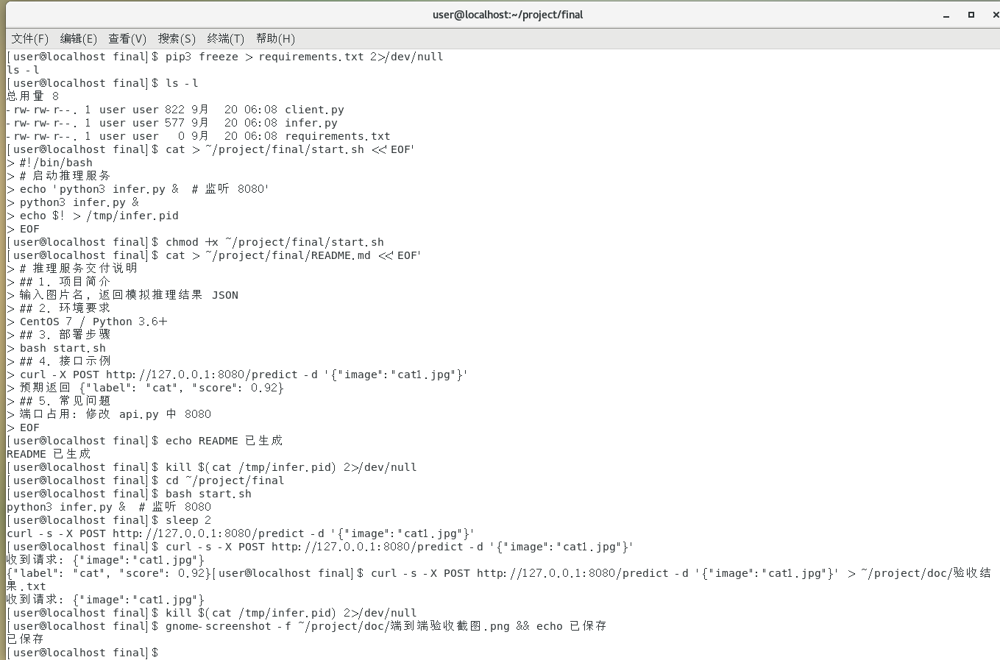 user@localhost:~/project/final
文件(F) 编辑(E) 查看(V) 搜索(S) 终端(T) 帮助(H)
[user@localhost final]$ pip3 freeze > requirements.txt 2>/dev/null
ls -l
[user@localhost final]$ ls -l
总用量 8
-rw-rw-r--. 1 user user 822 9月  20 06:08 client.py
-rw-rw-r--. 1 user user 577 9月  20 06:08 infer.py
-rw-rw-r--. 1 user user   0 9月  20 06:08 requirements.txt
[user@localhost final]$ cat > ~/project/final/start.sh <<'EOF'
> #!/bin/bash
> # 启动推理服务
> echo 'python3 infer.py &  # 监听 8080'
> python3 infer.py &
> echo $! > /tmp/infer.pid
> EOF
[user@localhost final]$ chmod +x ~/project/final/start.sh
[user@localhost final]$ cat > ~/project/final/README.md <<'EOF'
> # 推理服务交付说明
> ## 1. 项目简介
> 输入图片名，返回模拟推理结果 JSON
> ## 2. 环境要求
> CentOS 7 / Python 3.6+
> ## 3. 部署步骤
> bash start.sh
> ## 4. 接口示例
> curl -X POST http://127.0.0.1:8080/predict -d '{"image":"cat1.jpg"}'
> 预期返回 {"label": "cat", "score": 0.92}
> ## 5. 常见问题
> 端口占用: 修改 api.py 中 8080
> EOF
[user@localhost final]$ echo README 已生成
README 已生成
[user@localhost final]$ kill $(cat /tmp/infer.pid) 2>/dev/null
[user@localhost final]$ cd ~/project/final
[user@localhost final]$ bash start.sh
python3 infer.py &  # 监听 8080
[user@localhost final]$ sleep 2
curl -s -X POST http://127.0.0.1:8080/predict -d '{"image":"cat1.jpg"}'
[user@localhost final]$ curl -s -X POST http://127.0.0.1:8080/predict -d '{"image":"cat1.jpg"}'
收到请求: {"image":"cat1.jpg"}
{"label": "cat", "score": 0.92}[user@localhost final]$ curl -s -X POST http://127.0.0.1:8080/predict -d '{"image":"cat1.jpg"}' > ~/project/doc/验收结
果.txt
收到请求: {"image":"cat1.jpg"}
[user@localhost final]$ kill $(cat /tmp/infer.pid) 2>/dev/null
[user@localhost final]$ gnome-screenshot -f ~/project/doc/端到端验收截图.png && echo 已保存
已保存
[user@localhost final]$